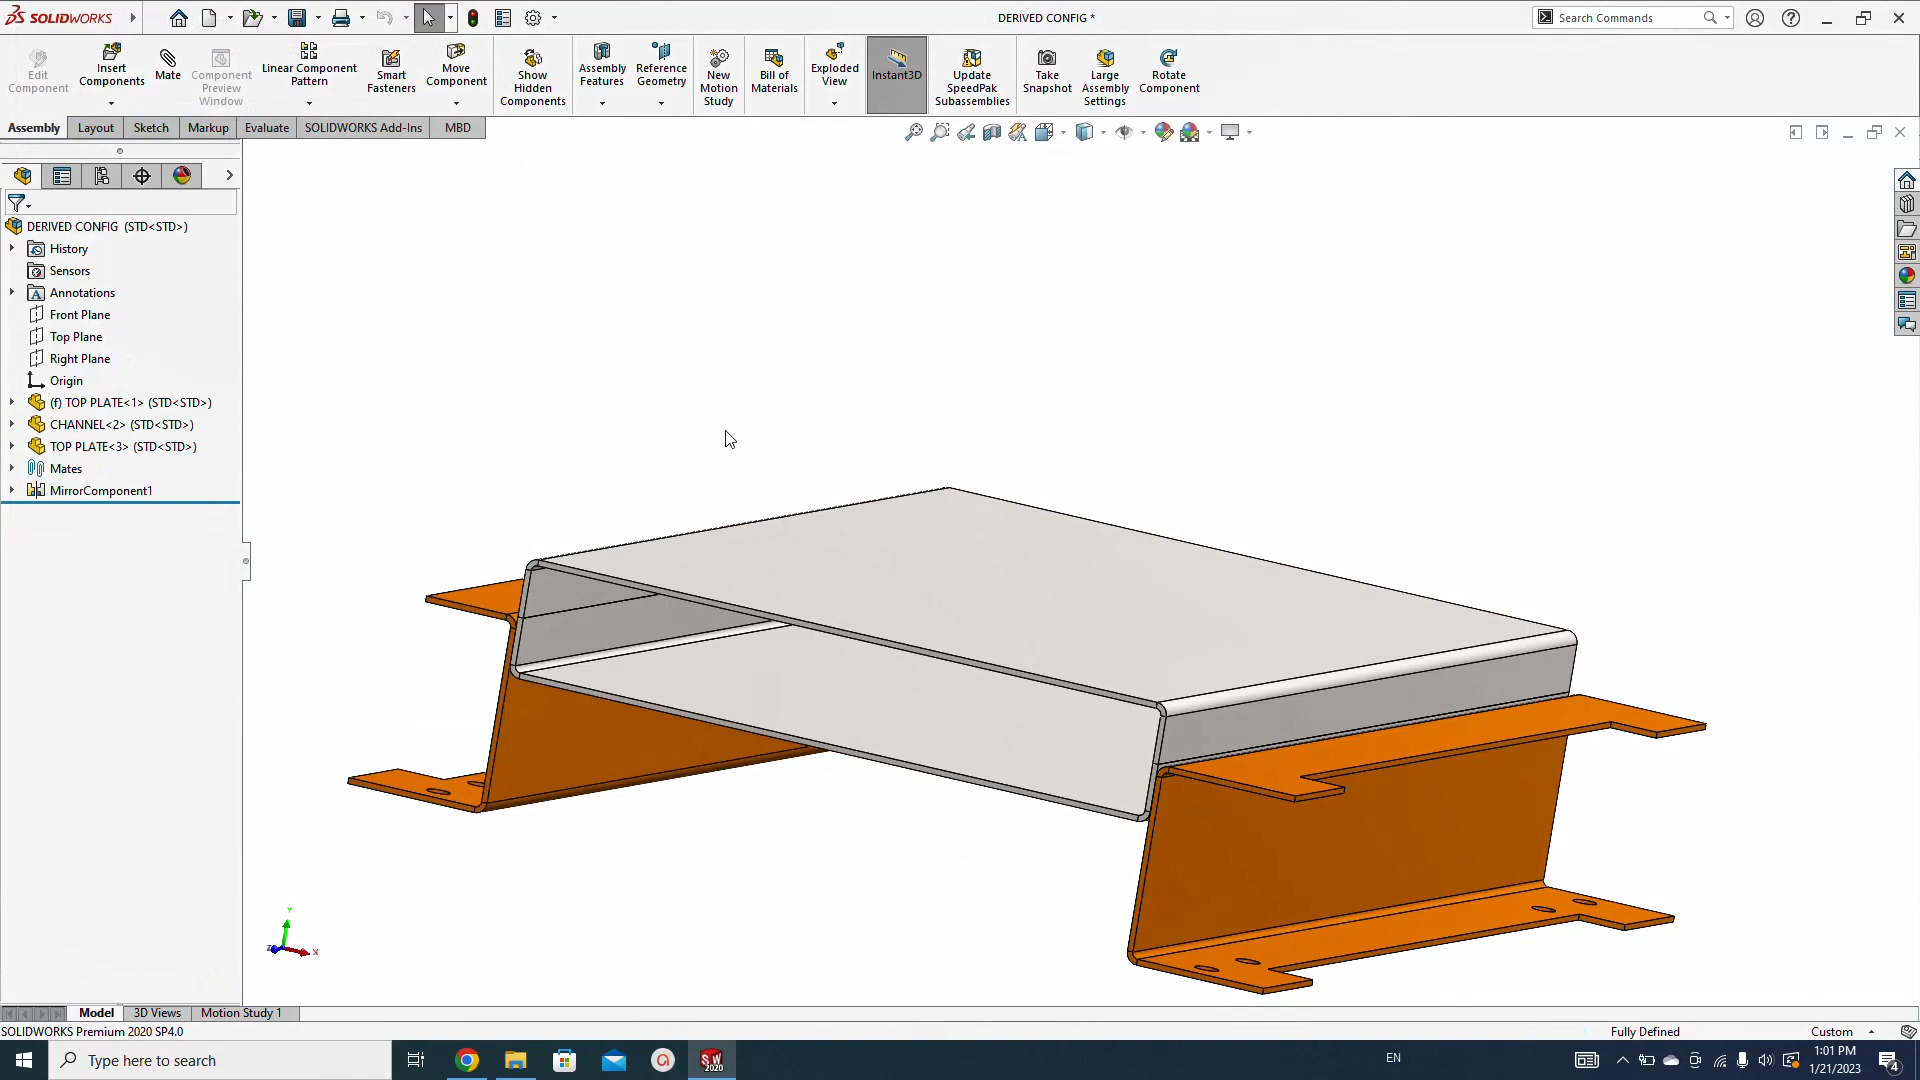 SOLIDWORKS
DERIVED CONFIG *
Search Commands
Edit
Component
Insert
Components
Mate
Component
Preview
Window
Linear Component
Pattern
Smart
Fasteners
Move
Component
Show
Hidden
Components
Assembly
Features
Reference
Geometry
New
Motion
Study
Bill of
Materials
Exploded
View
Instant3D
Update
SpeedPak
Subassemblies
Take
Snapshot
Large
Assembly
Settings
Rotate
Component
Assembly
Layout
Sketch
Markup
Evaluate
SOLIDWORKS Add-Ins
MBD
DERIVED CONFIG (STD<STD>)
History
Sensors
Annotations
Front Plane
Top Plane
Right Plane
Origin
(f) TOP PLATE<1> (STD<STD>)
CHANNEL<2> (STD<STD>)
TOP PLATE<3> (STD<STD>)
Mates
MirrorComponent1
Y
Z
X
Model
3D Views
Motion Study 1
SOLIDWORKS Premium 2020 SP4.0
Fully Defined
Custom
Type here to search
SW
2020
EN
1:01 PM
1/21/2023
4